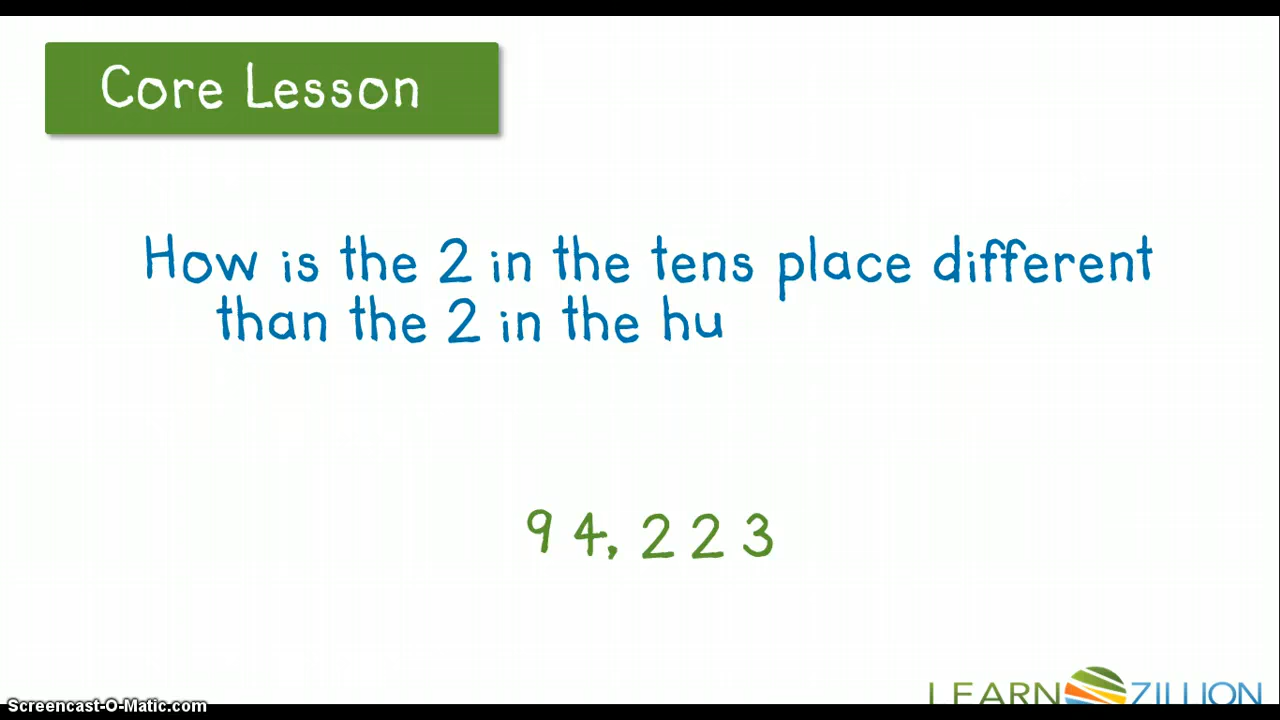 Core Lesson
How is the 2 in the tens place different
than the 2 in the hu
94,223
LEARNZILLION
Screencast-O-Matic.com